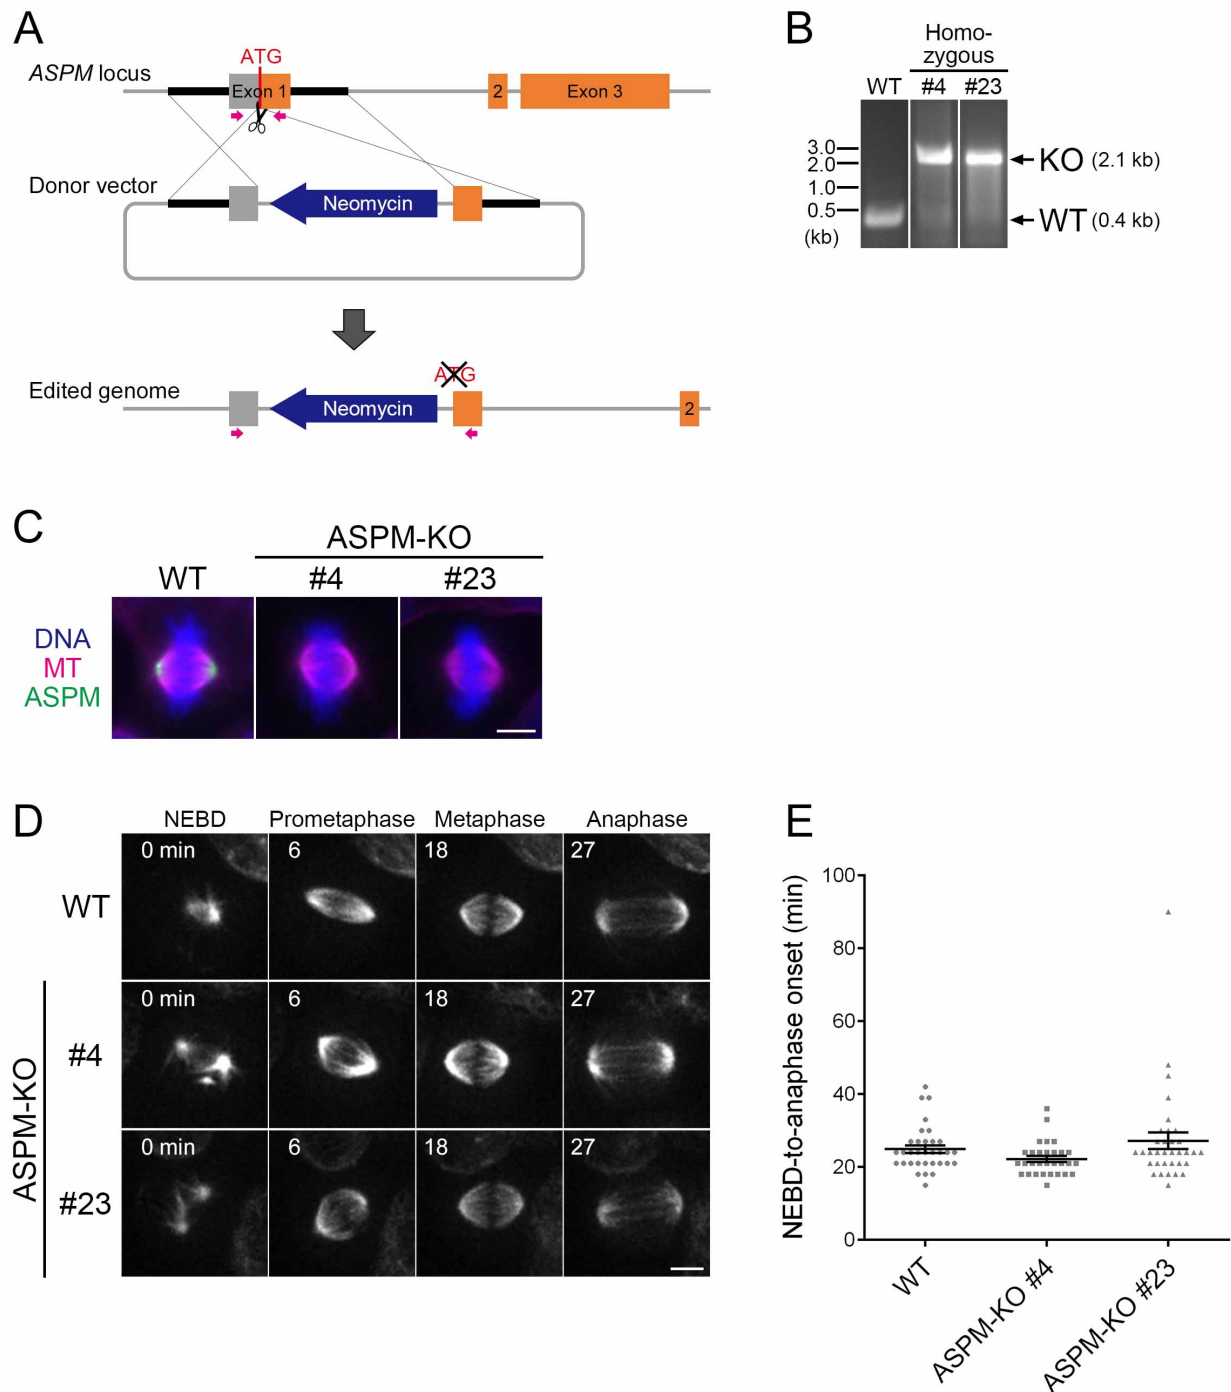 A
ATG
ASPM locus
Exon 1
2
Exon 3
Donor vector
Neomycin
ATG
Edited genome
Neomycin
2
B
Homo-
zygous
WT #4 #23
3.0
2.0
1.0
0.5
(kb)
KO (2.1 kb)
WT (0.4 kb)
C
ASPM-KO
WT #4 #23
DNA
MT
ASPM
D
NEBD Prometaphase Metaphase Anaphase
WT
0 min 6 18 27
ASPM-KO
#4
0 min 6 18 27
#23
0 min 6 18 27
E
NEBD-to-anaphase onset (min)
100
80
60
40
20
0
WT
ASPM-KO #4
ASPM-KO #23